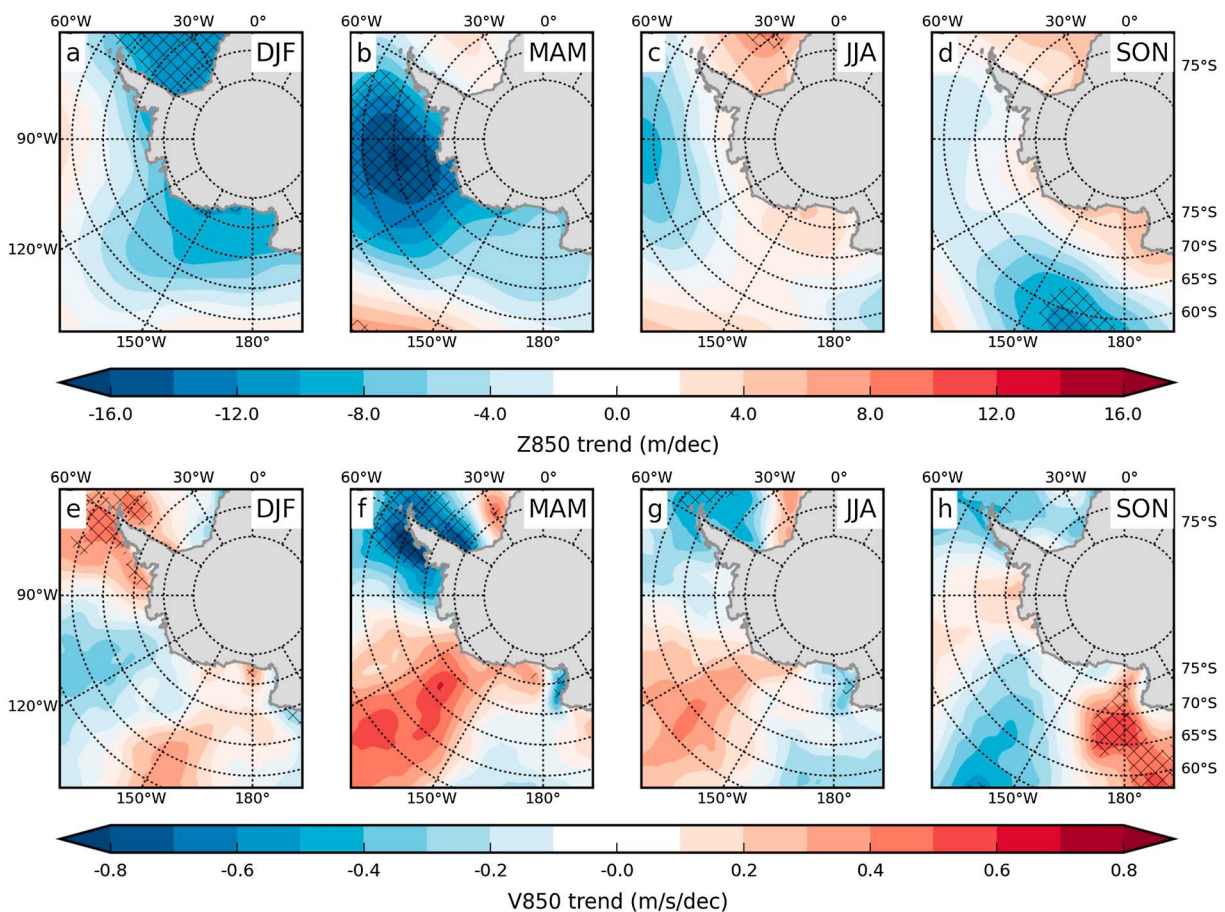 60°W 30°W 0° 60°W 30°W 0° 60°W 30°W 0° 60°W 30°W 0°
a DJF b MAM c JJA d SON
75°S
90°W
75°S
70°S
120°W
65°S
60°S
150°W 180° 150°W 180° 150°W 180° 150°W 180°
-16.0 -12.0 -8.0 -4.0 0.0 4.0 8.0 12.0 16.0
Z850 trend (m/dec)
60°W 30°W 0° 60°W 30°W 0° 60°W 30°W 0° 60°W 30°W 0°
e DJF f MAM g JJA h SON
75°S
90°W
75°S
70°S
120°W
65°S
60°S
150°W 180° 150°W 180° 150°W 180° 150°W 180°
-0.8 -0.6 -0.4 -0.2 -0.0 0.2 0.4 0.6 0.8
V850 trend (m/s/dec)